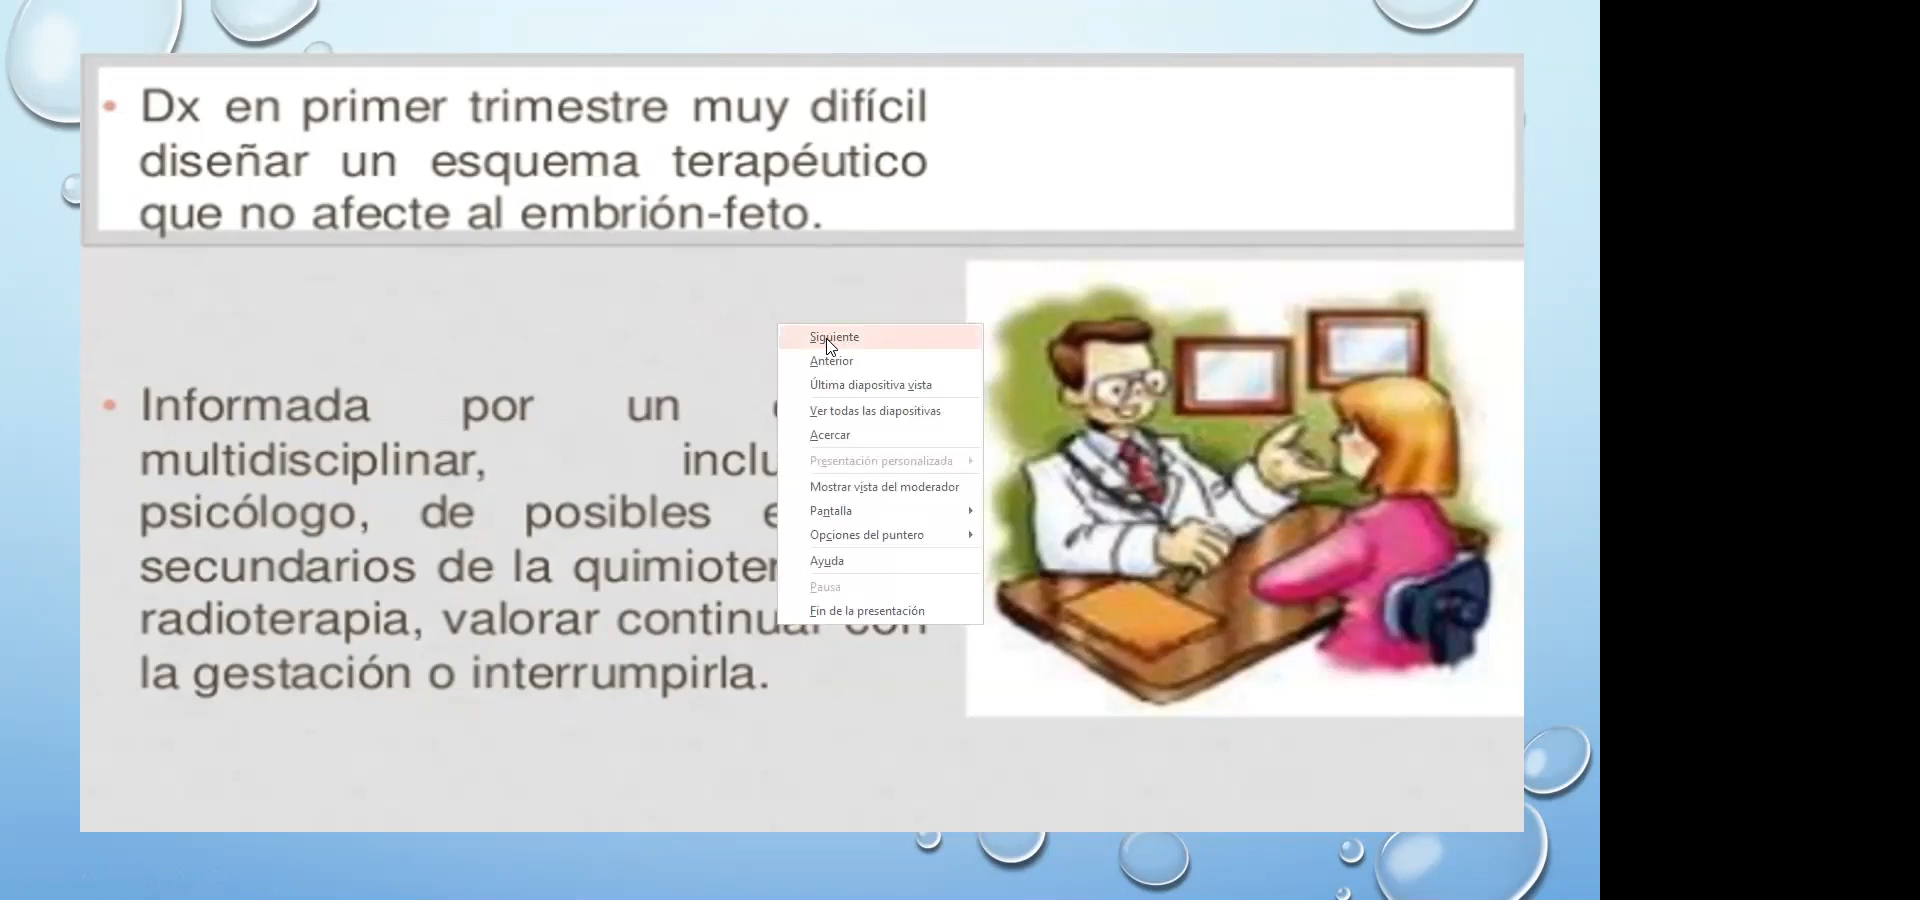 Dx en primer trimestre muy difícil
diseñar un esquema terapéutico
que no afecte al embrión-feto.
Informada por un
multidisciplinar,
psicólogo, de posibles
secundarios de la
radioterapia, valorar continuar con
la gestación o interrumpirla.
Siguiente
Anterior
Última diapositiva vista
Ver todas las diapositivas
Acercar
Presentación personalizada
Mostrar vista del moderador
Pantalla
Opciones del puntero
Ayuda
Pausa
Fin de la presentación